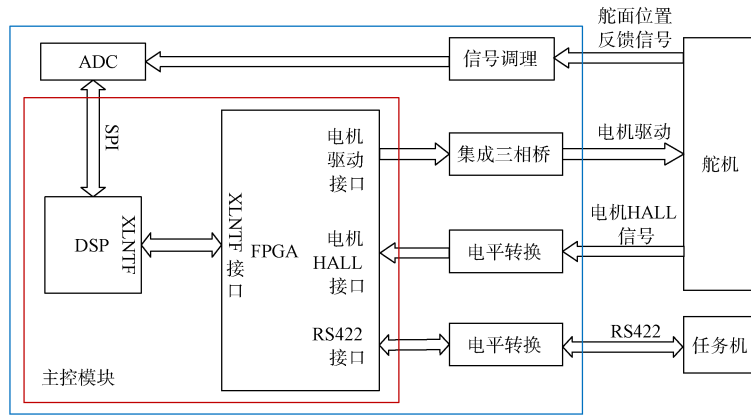 舵面位置
反馈信号
ADC
信号调理
SPI
电机
驱动
接口
集成三相桥
电机驱动
舵机
DSP
XLNTF
XLNTF
接口
FPGA
电机
HALL
接口
电平转换
电机HALL
信号
RS422
接口
电平转换
RS422
任务机
主控模块